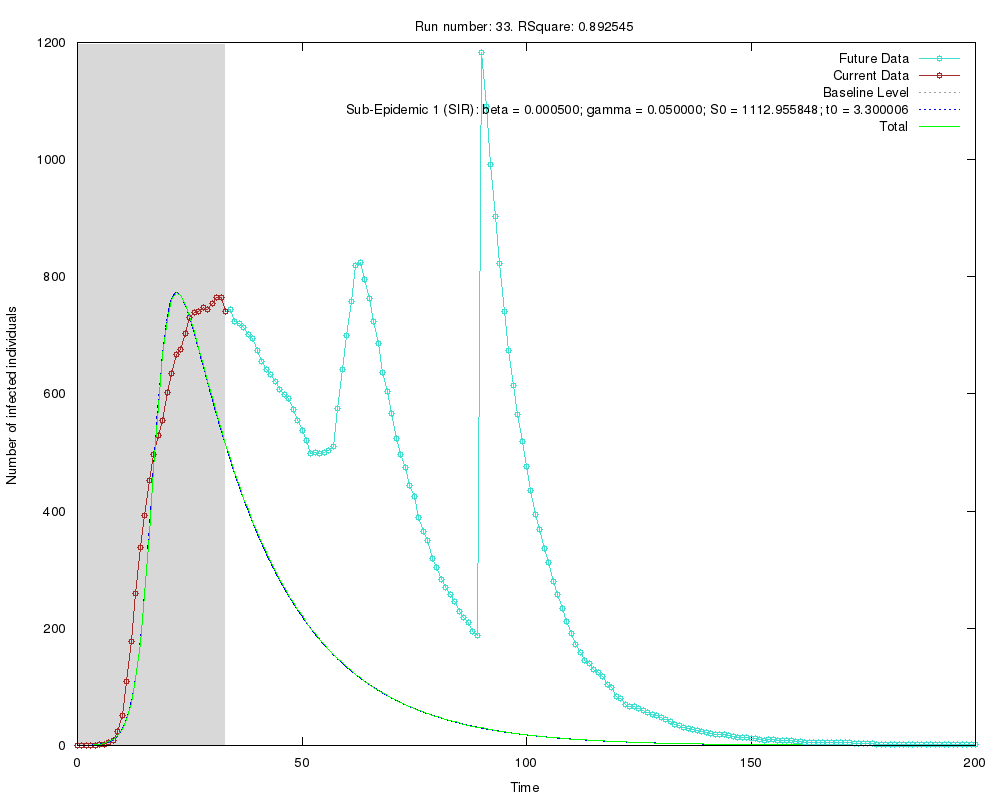 Run number: 33. RSquare: 0.892545
1200
1000
800
600
400
200
0
Number of infected individuals
Future Data
Current Data
Baseline Level
Sub-Epidemic 1 (SIR): beta = 0.000500; gamma = 0.050000; S0 = 1112.955848; t0 = 3.300006
Total
0 50 100 150 200
Time